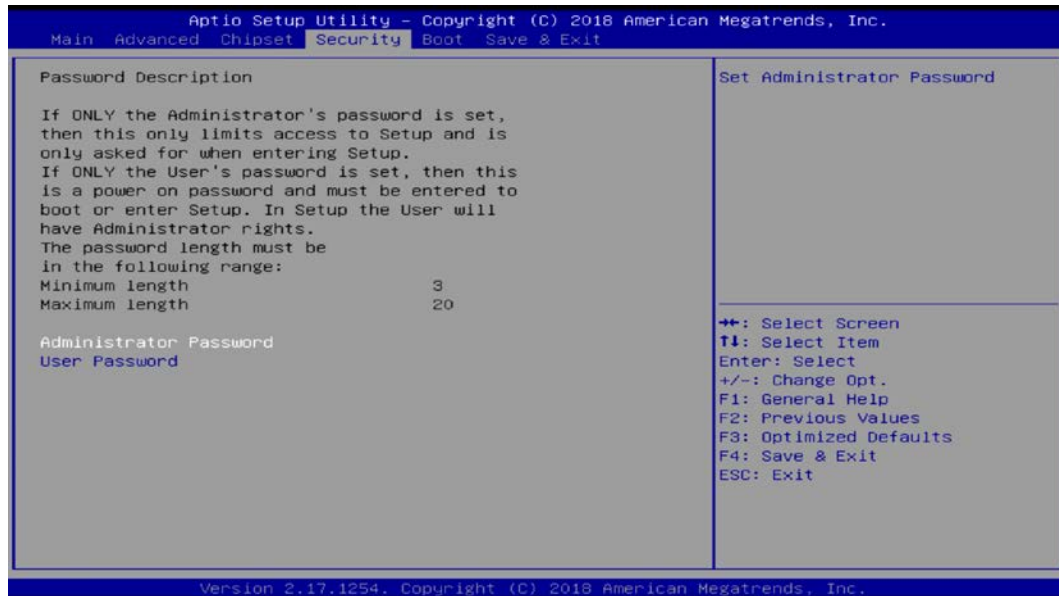 Aptio Setup Utility – Copyright (C) 2018 American Megatrends, Inc.
Main Advanced Chipset Security Boot Save & Exit
Password Description
If ONLY the Administrator's password is set,
then this only limits access to Setup and is
only asked for when entering Setup.
If ONLY the User's password is set, then this
is a power on password and must be entered to
boot or enter Setup. In Setup the User will
have Administrator rights.
The password length must be
in the following range:
Minimum length 3
Maximum length 20
Administrator Password
User Password
Set Administrator Password
→←: Select Screen
↑↓: Select Item
Enter: Select
+/-: Change Opt.
F1: General Help
F2: Previous Values
F3: Optimized Defaults
F4: Save & Exit
ESC: Exit
Version 2.17.1254. Copyright (C) 2018 American Megatrends, Inc.